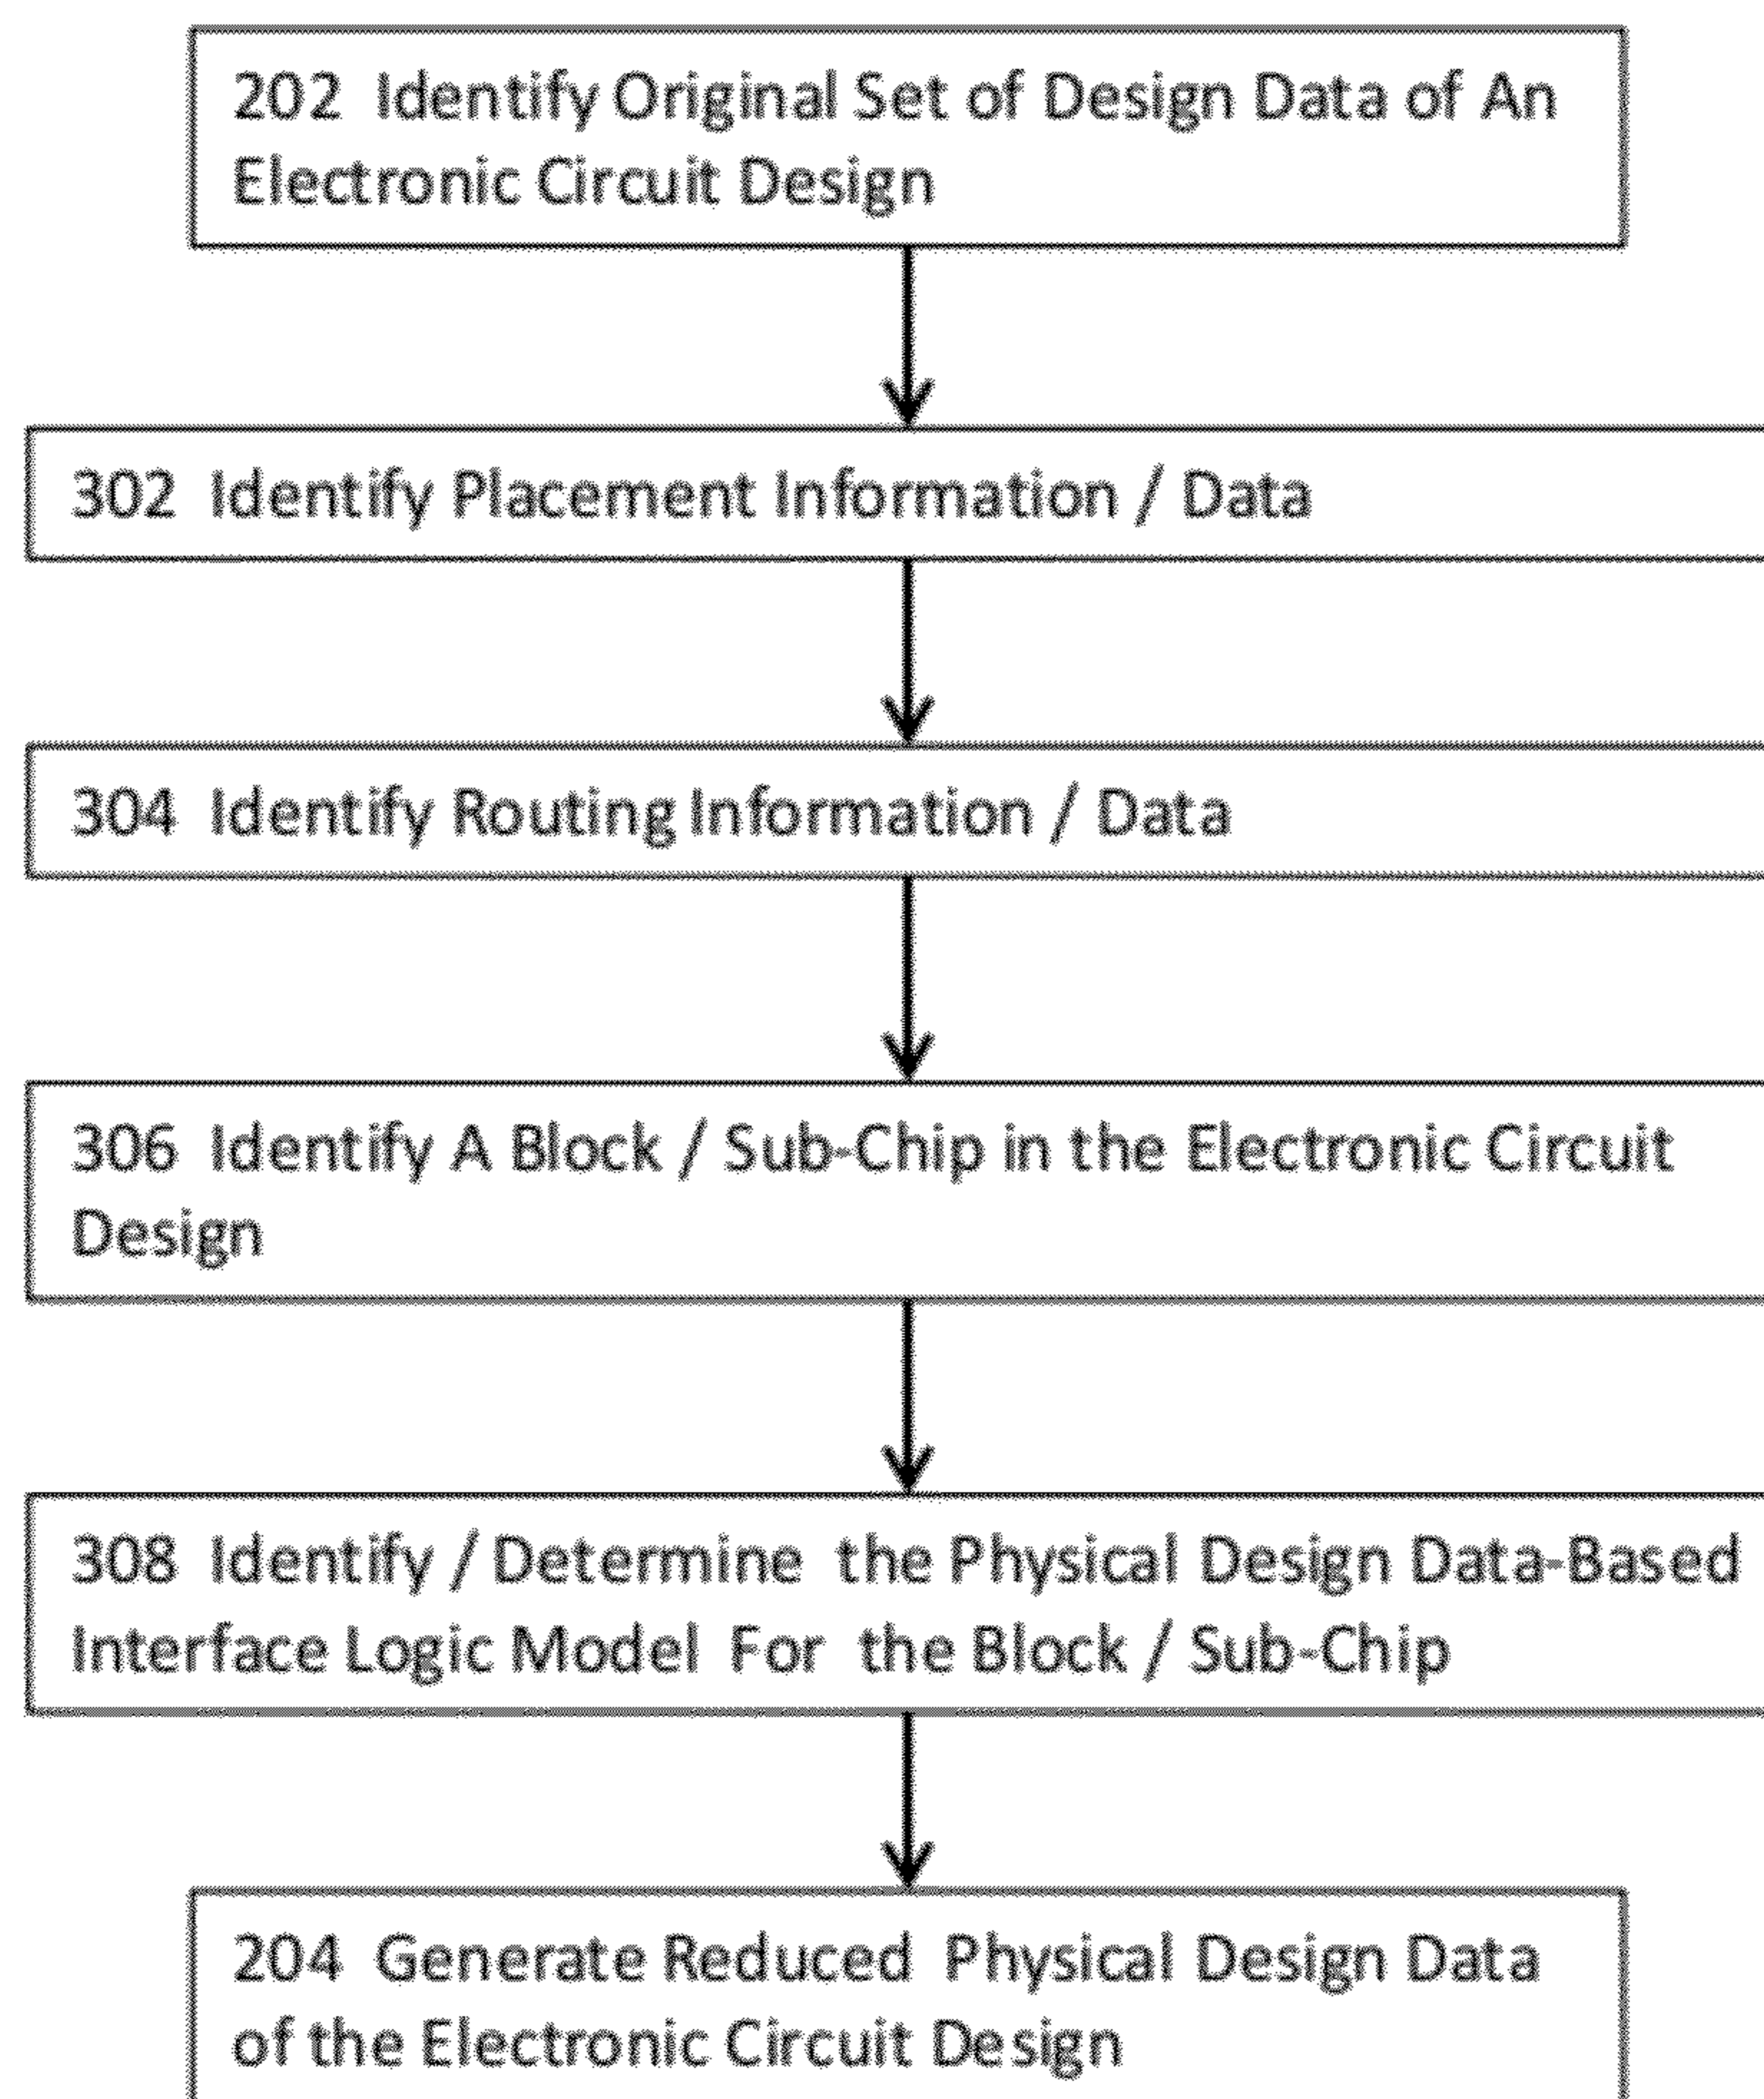 202 Identify Original Set of Design Data of An
Electronic Circuit Design
302 Identify Placement Information / Data
304 Identify Routing Information / Data
306 Identify A Block / Sub-Chip in the Electronic Circuit
Design
308 Identify / Determine the Physical Design Data-Based
Interface Logic Model For the Block / Sub-Chip
204 Generate Reduced Physical Design Data
of the Electronic Circuit Design